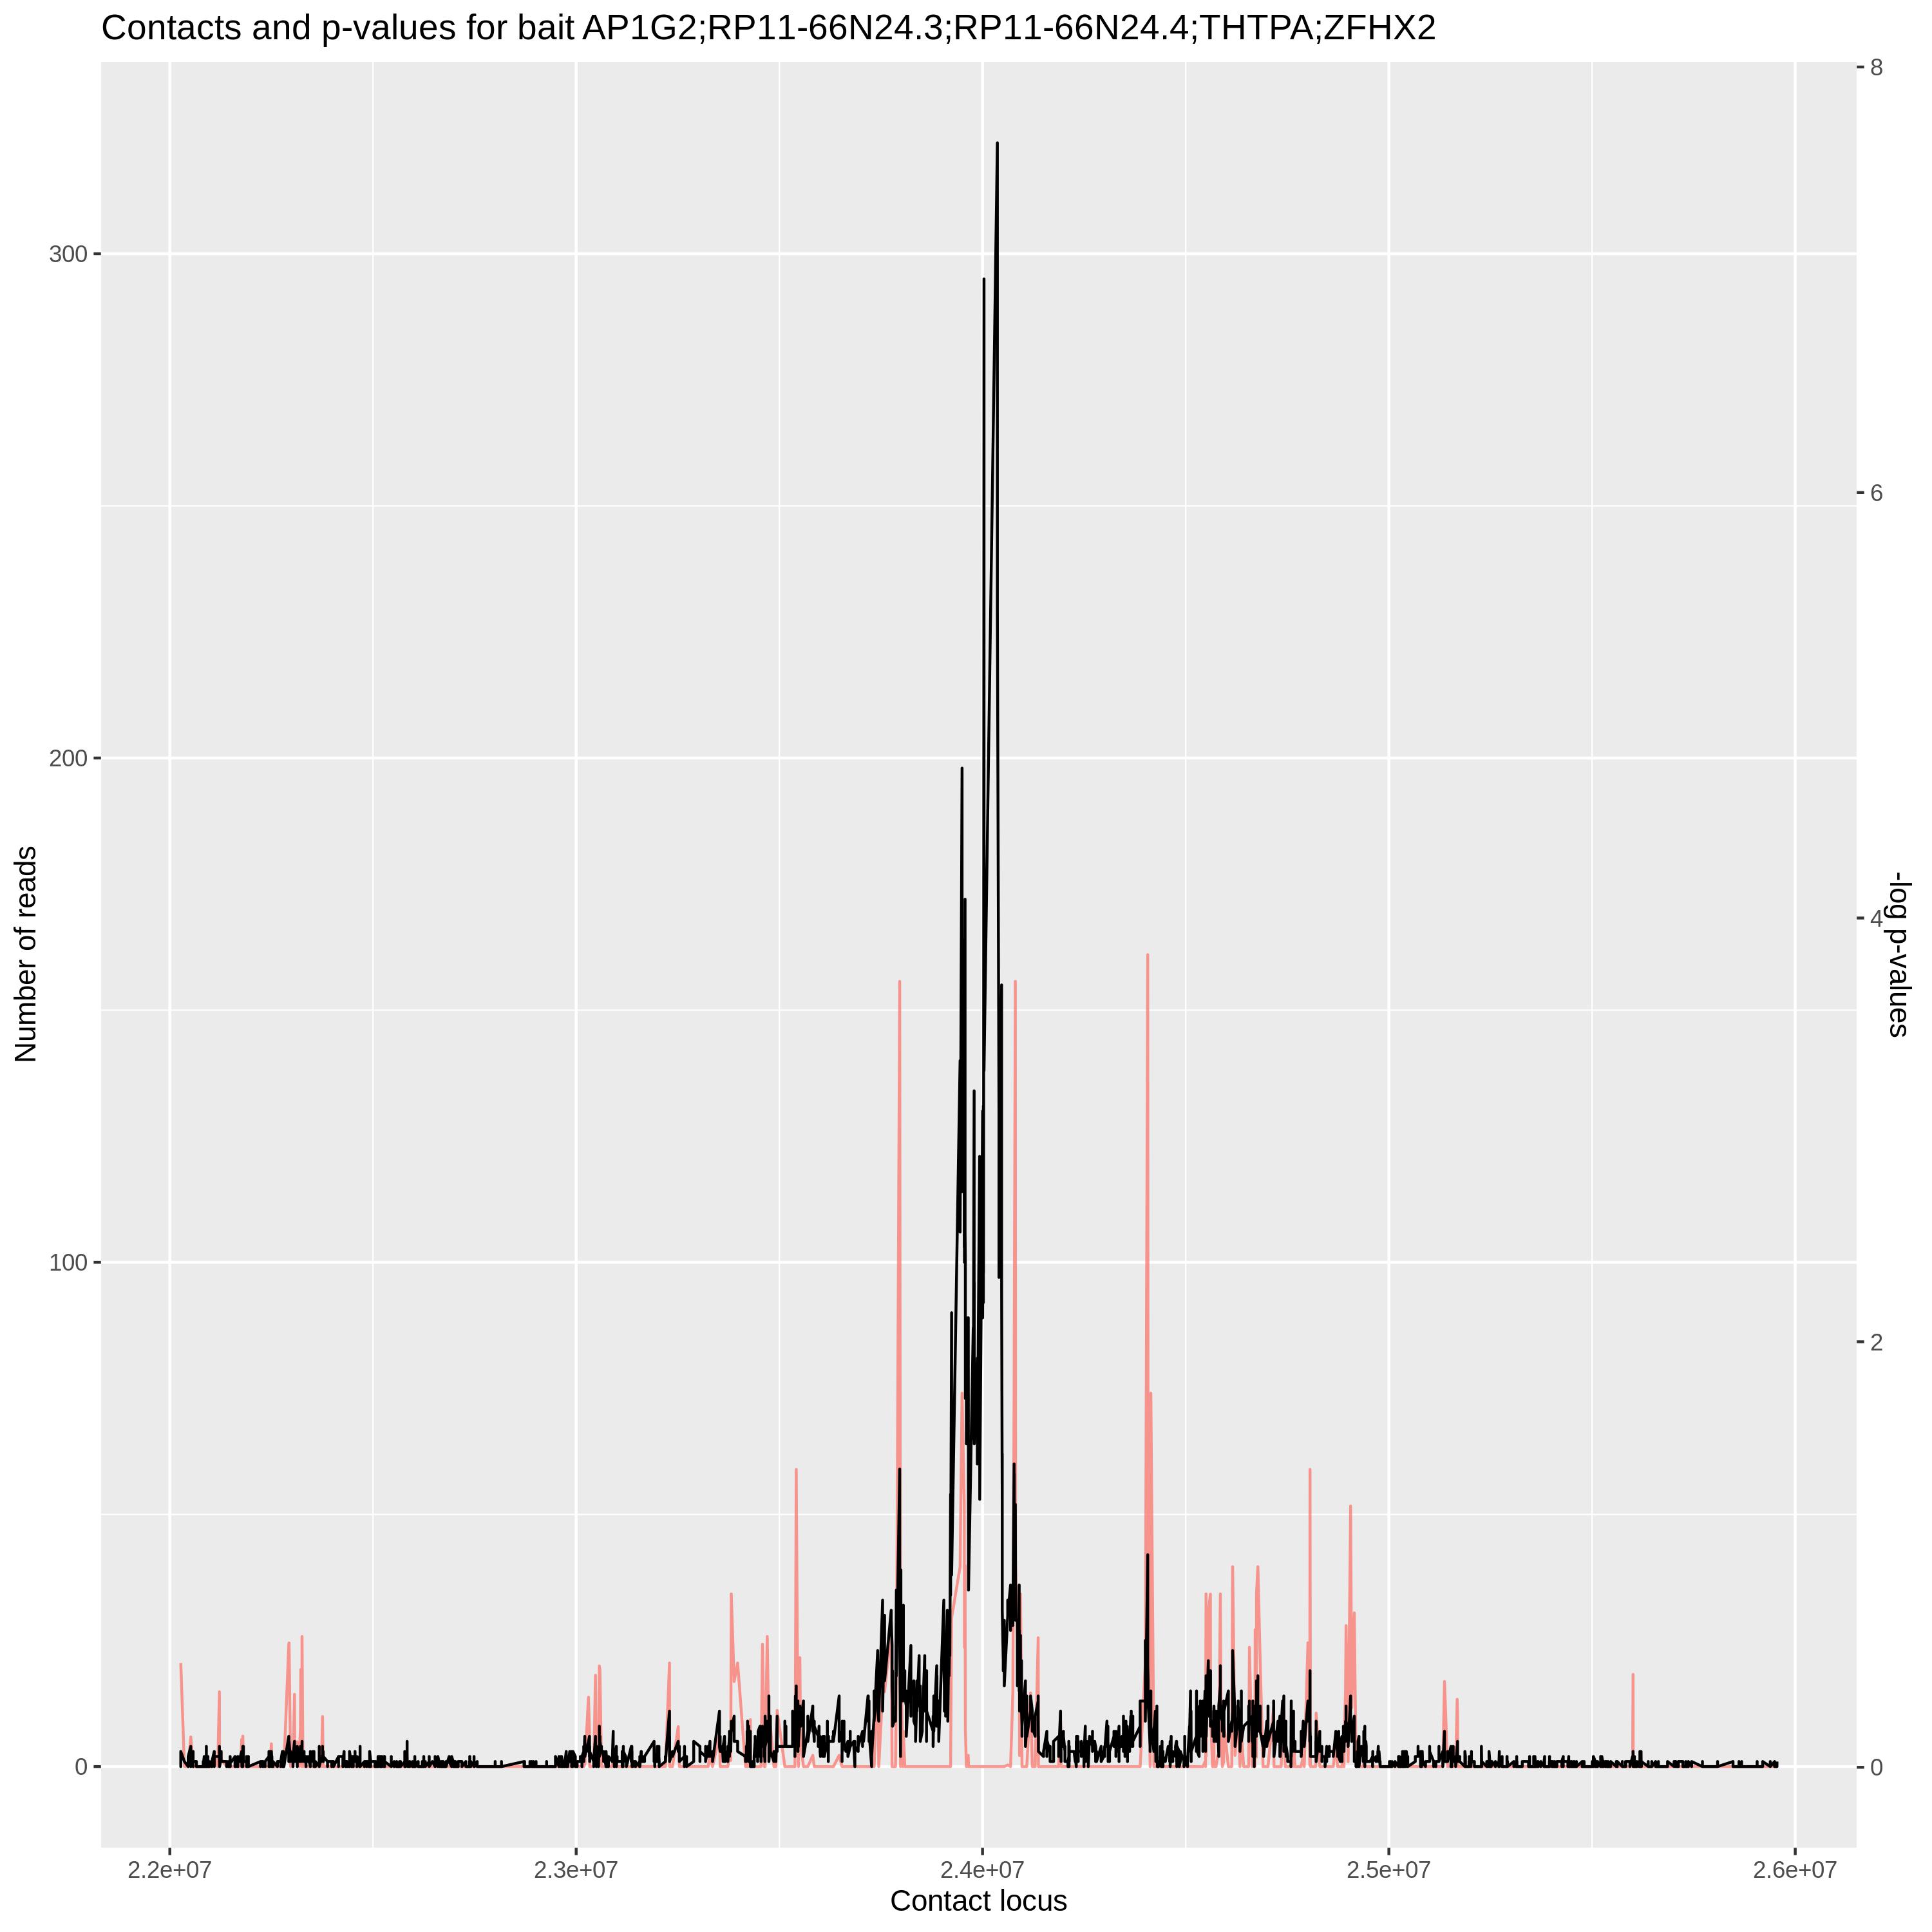 Contacts and p-values for bait AP1G2;RP11-66N24.3;RP11-66N24.4;THTPA;ZFHX2
Number of reads
300
200
100
0
8
6
4
2
0
-log p-values
2.2e+07 2.3e+07 2.4e+07 2.5e+07 2.6e+07
Contact locus